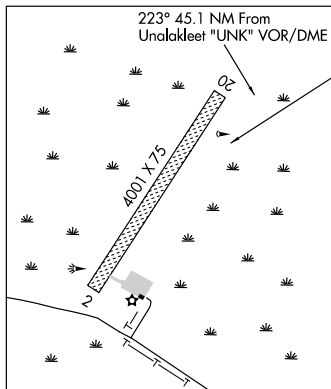 223° 45.1 NM From
Unalakleet "UNK" VOR/DME
20
4001 X 75
2